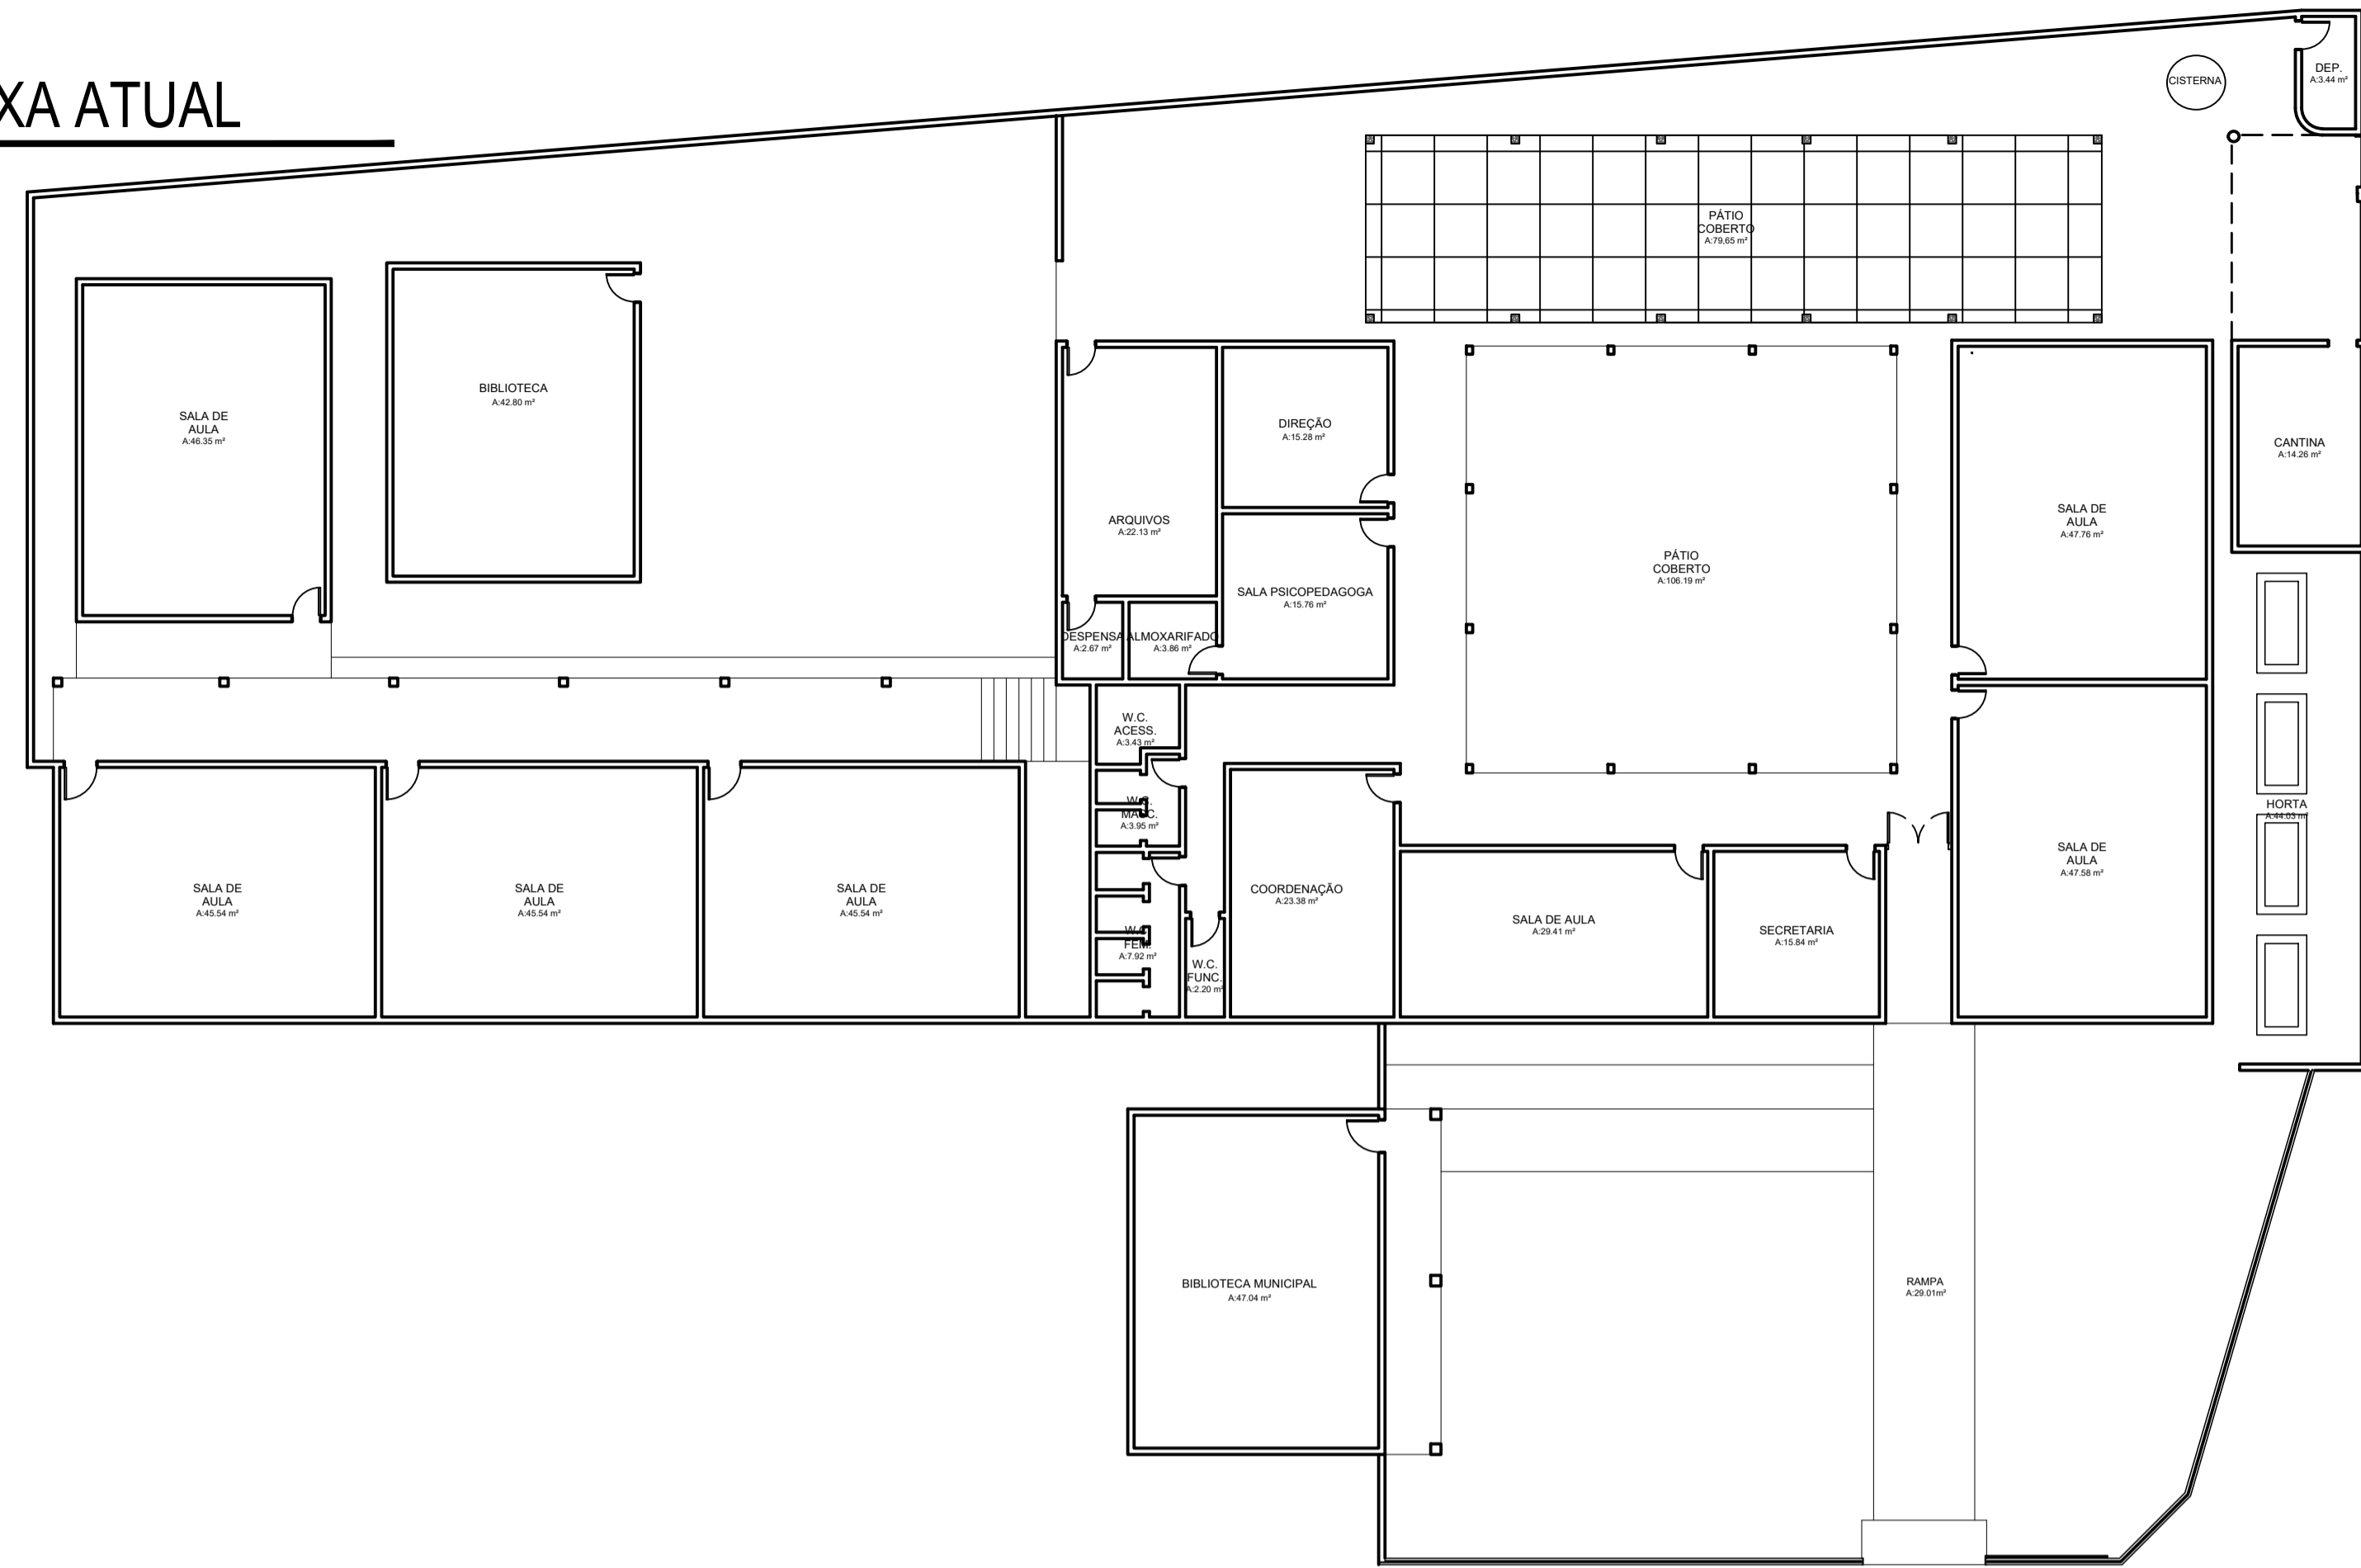 XA ATUAL
CISTERNA
DEP.
A:3.44 m²
PÁTIO
COBERTO
A:79,65 m²
BIBLIOTECA
A:42.80 m²
SALA DE
AULA
A:46.35 m²
DIREÇÃO
A:15.28 m²
CANTINA
A:14.26 m²
ARQUIVOS
A:22.13 m²
SALA DE
AULA
A:47.76 m²
PÁTIO
COBERTO
A:106.19 m²
SALA PSICOPEDAGOGA
A:15.76 m²
DESPENSA
A:2.67 m²
ALMOXARIFADO
A:3.86 m²
W.C.
ACESS.
A:3.43 m²
W.C.
MASC.
A:3.95 m²
HORTA
A:44.03 m²
SALA DE
AULA
A:47.58 m²
SALA DE
AULA
A:45.54 m²
SALA DE
AULA
A:45.54 m²
SALA DE
AULA
A:45.54 m²
COORDENAÇÃO
A:23.38 m²
SALA DE AULA
A:29.41 m²
SECRETARIA
A:15.84 m²
W.C.
FEM.
A:7.92 m²
W.C.
FUNC.
A:2.20 m²
BIBLIOTECA MUNICIPAL
A:47.04 m²
RAMPA
A:29.01m²